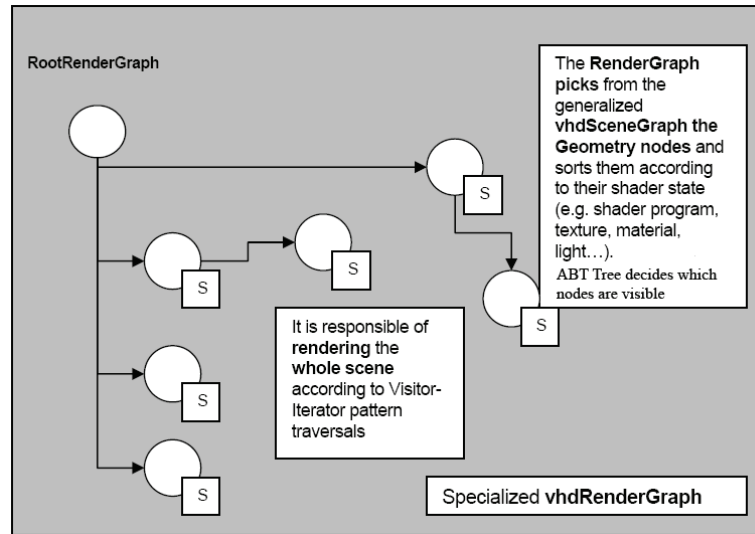 RootRenderGraph
The RenderGraph
picks from the
generalized
vhdSceneGraph the
Geometry nodes and
sorts them according
to their shader state
(e.g. shader program,
texture, material,
light…).
ABT Tree decides which
nodes are visible
S
S
S
S
It is responsible of
rendering the
whole scene
according to Visitor-
Iterator pattern
traversals
S
S
Specialized vhdRenderGraph